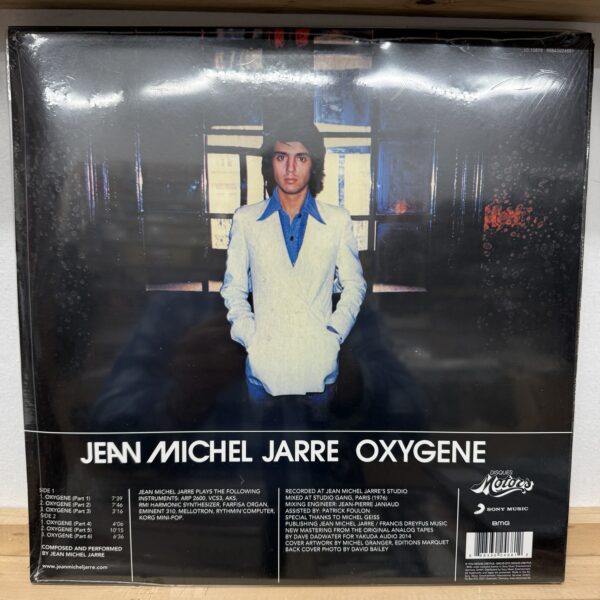 JEAN MICHEL JARRE OXYGENE
SIDE 1
1. OXYGENE (Part 1) 7'39
2. OXYGENE (Part 2) 7'46
3. OXYGENE (Part 3) 3'16
SIDE 2
1. OXYGENE (Part 4) 4'06
2. OXYGENE (Part 5) 10'15
3. OXYGENE (Part 6) 6'36
COMPOSED AND PERFORMED
BY JEAN MICHEL JARRE
www.jeanmicheljarre.com
JEAN MICHEL JARRE PLAYS THE FOLLOWING
INSTRUMENTS: ARP 2600, VCS3, AKS,
RMI HARMONIC SYNTHESIZER, FARFISA ORGAN,
EMINENT 310, MELLOTRON, RYTHMIN'COMPUTER,
KORG MINI-POP.
RECORDED AT JEAN MICHEL JARRE'S STUDIO
MIXED AT STUDIO GANG, PARIS (1976)
MIXING ENGINEER: JEAN-PIERRE JANIAUD
ASSISTED BY: PATRICK FOULON
SPECIAL THANKS TO MICHEL GEISS
PUBLISHING JEAN MICHEL JARRE / FRANCIS DREYFUS MUSIC
NEW MASTERING FROM THE ORIGINAL ANALOG TAPES
BY DAVE DADWATER FOR YAKUDA AUDIO 2014
COVER ARTWORK BY MICHEL GRANGER, EDITIONS MARQUET
BACK COVER PHOTO BY DAVID BAILEY
DISQUES
Motors
SONY MUSIC
BMG